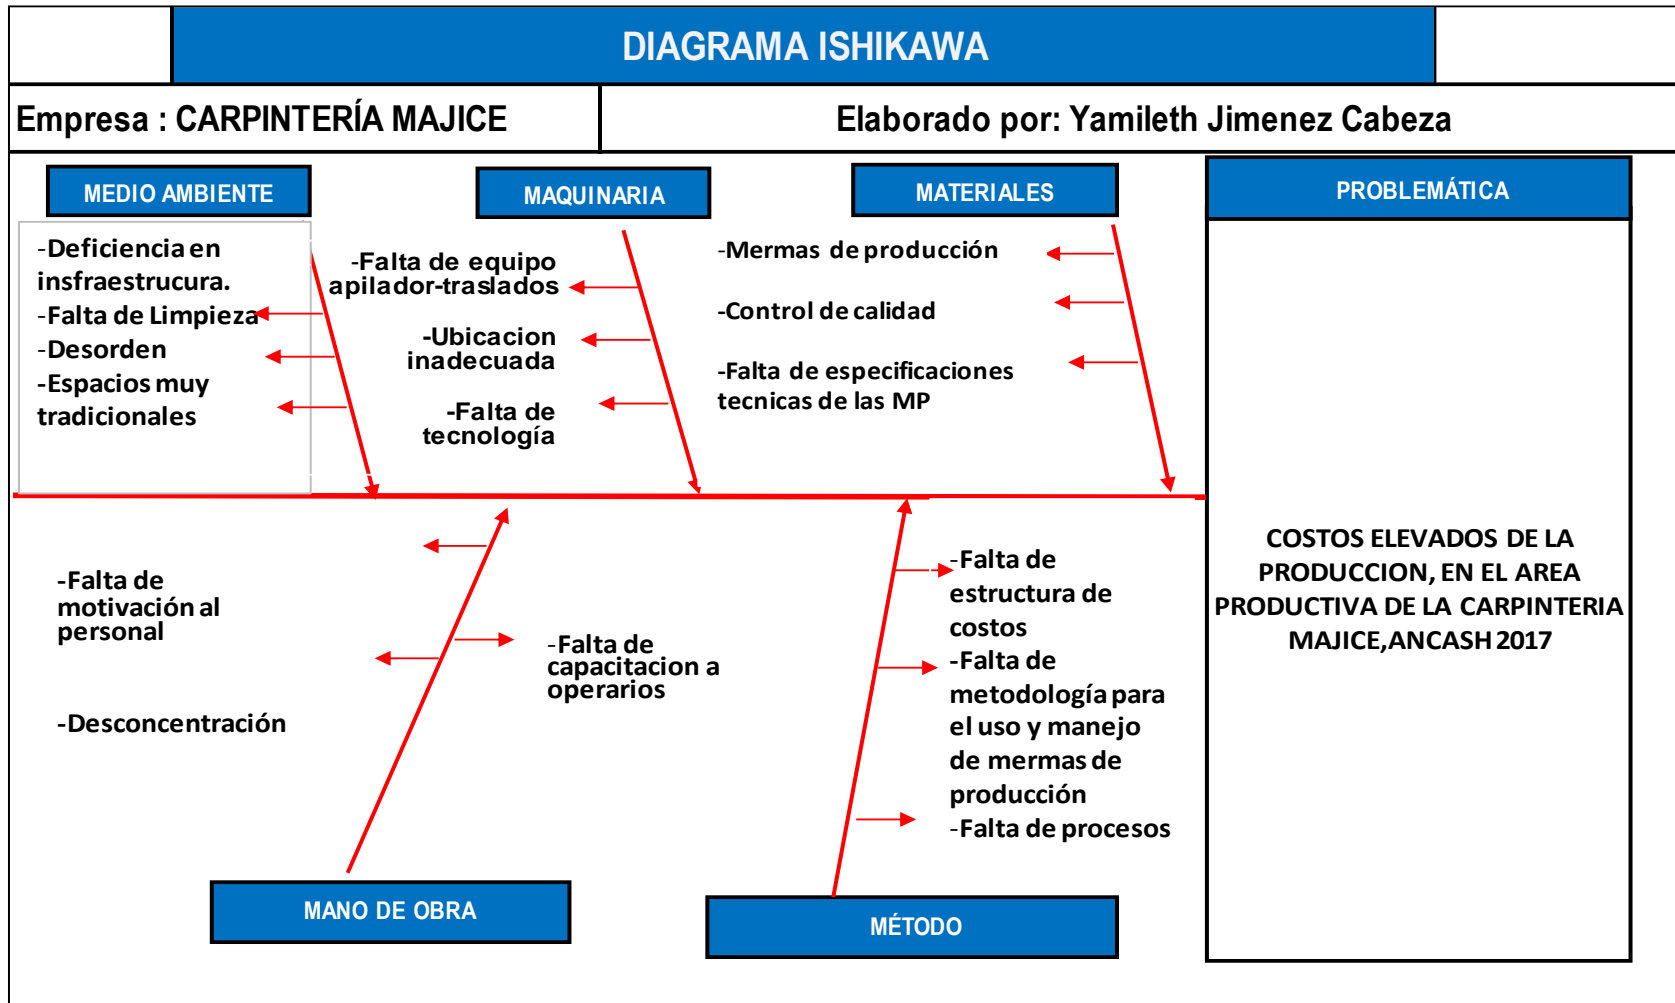 DIAGRAMA ISHIKAWA
Empresa : CARPINTERÍA MAJICE
Elaborado por: Yamileth Jimenez Cabeza
MEDIO AMBIENTE
-Deficiencia en
insfraestrucura.
-Falta de Limpieza
-Desorden
-Espacios muy
tradicionales
MAQUINARIA
-Falta de equipo
apilador-traslados
-Ubicacion
inadecuada
-Falta de
tecnología
MATERIALES
-Mermas de producción
-Control de calidad
-Falta de especificaciones
tecnicas de las MP
PROBLEMÁTICA
COSTOS ELEVADOS DE LA
PRODUCCION, EN EL AREA
PRODUCTIVA DE LA CARPINTERIA
MAJICE,ANCASH 2017
-Falta de
motivación al
personal
-Desconcentración
-Falta de
capacitacion a
operarios
MANO DE OBRA
-Falta de
estructura de
costos
-Falta de
metodología para
el uso y manejo
de mermas de
producción
-Falta de procesos
MÉTODO